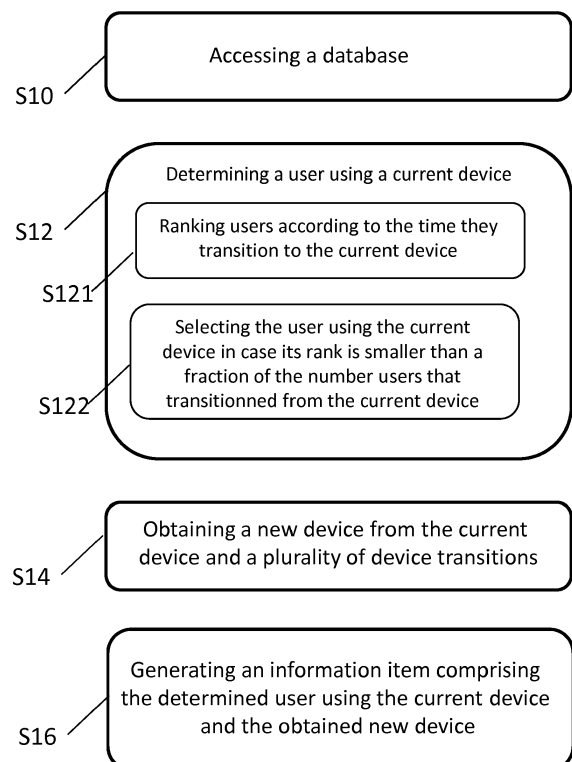 Accessing a database
S10
Determining a user using a current device
S12
Ranking users according to the time they
transition to the current device
S121
Selecting the user using the current
device in case its rank is smaller than a
fraction of the number users that
transitionned from the current device
S122
Obtaining a new device from the current
device and a plurality of device transitions
S14
Generating an information item comprising
the determined user using the current device
and the obtained new device
S16